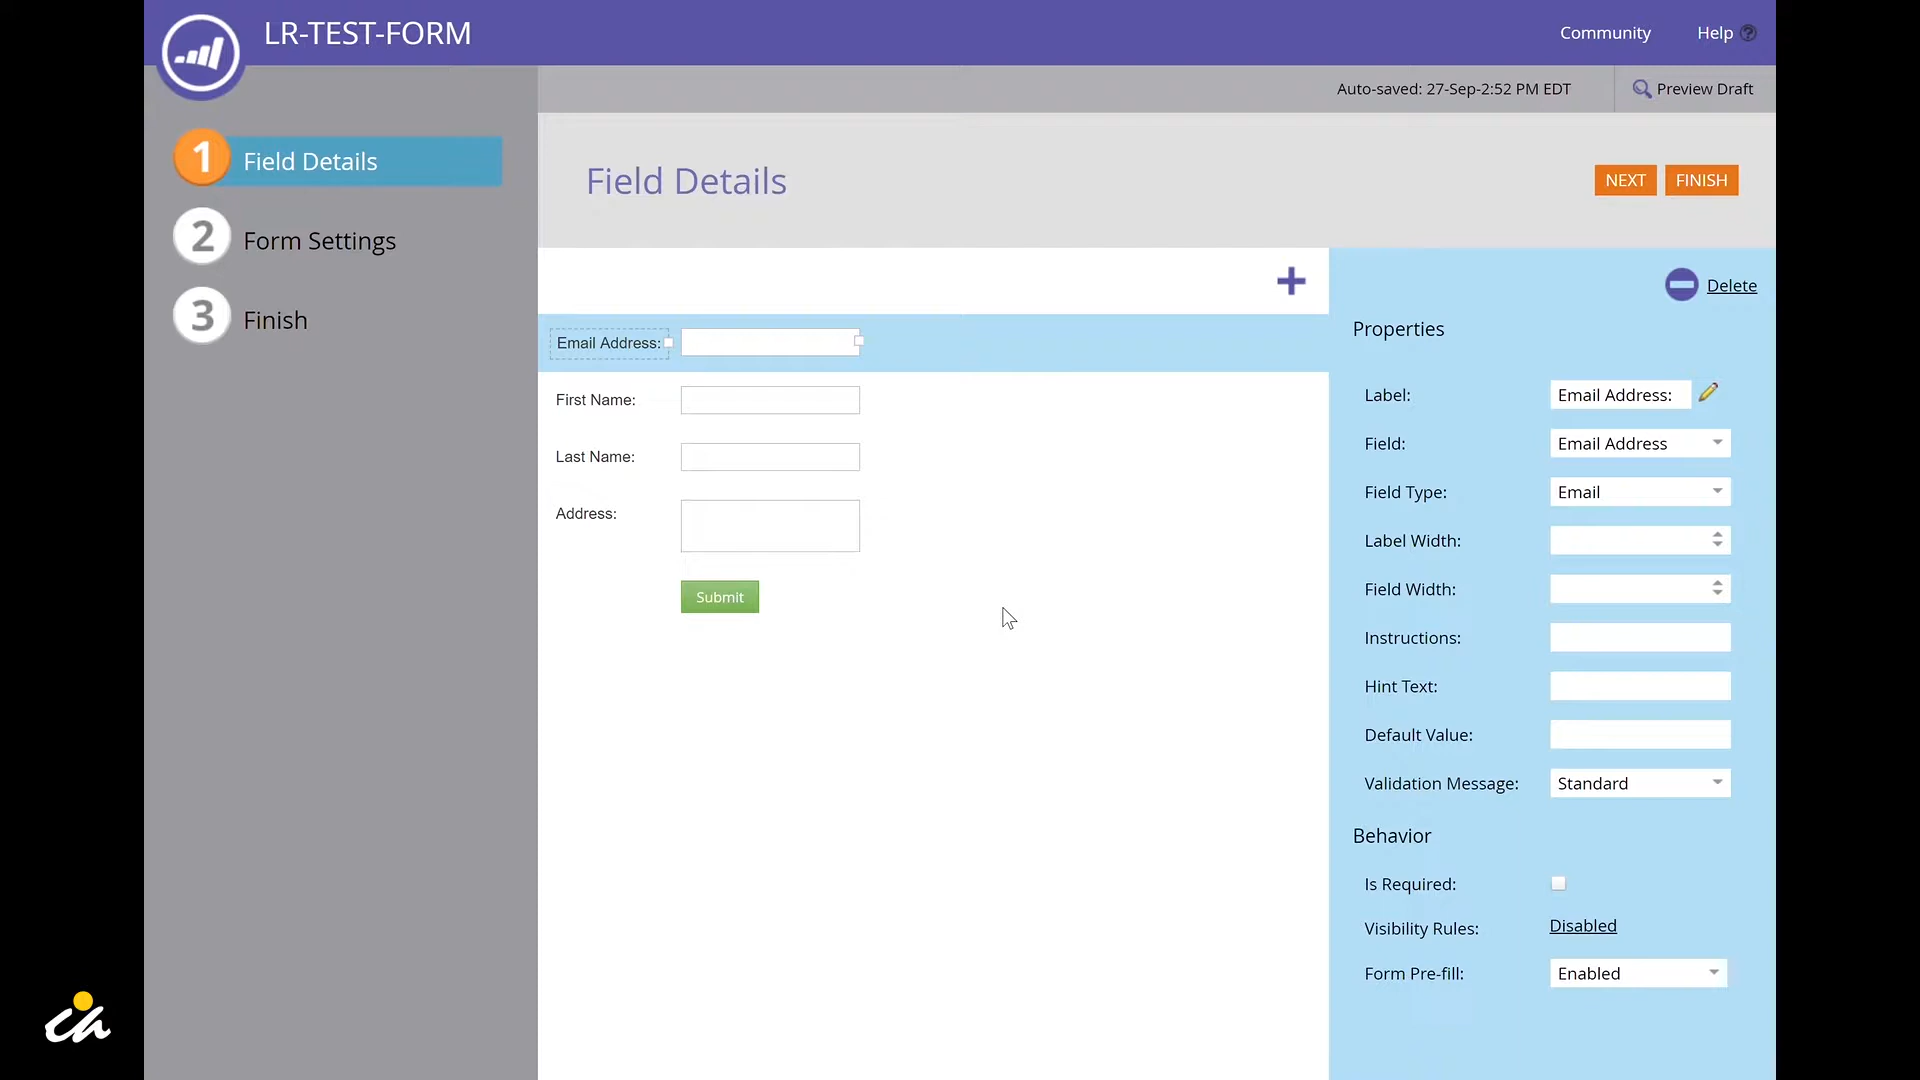 LR-TEST-FORM
Community
Help ?
Auto-saved: 27-Sep-2:52 PM EDT
Preview Draft
1 Field Details
2 Form Settings
3 Finish
Field Details
NEXT
FINISH
+
Email Address:
First Name:
Last Name:
Address:
Submit
Delete
Properties
Label: Email Address:
Field: Email Address
Field Type: Email
Label Width:
Field Width:
Instructions:
Hint Text:
Default Value:
Validation Message: Standard
Behavior
Is Required:
Visibility Rules: Disabled
Form Pre-fill: Enabled